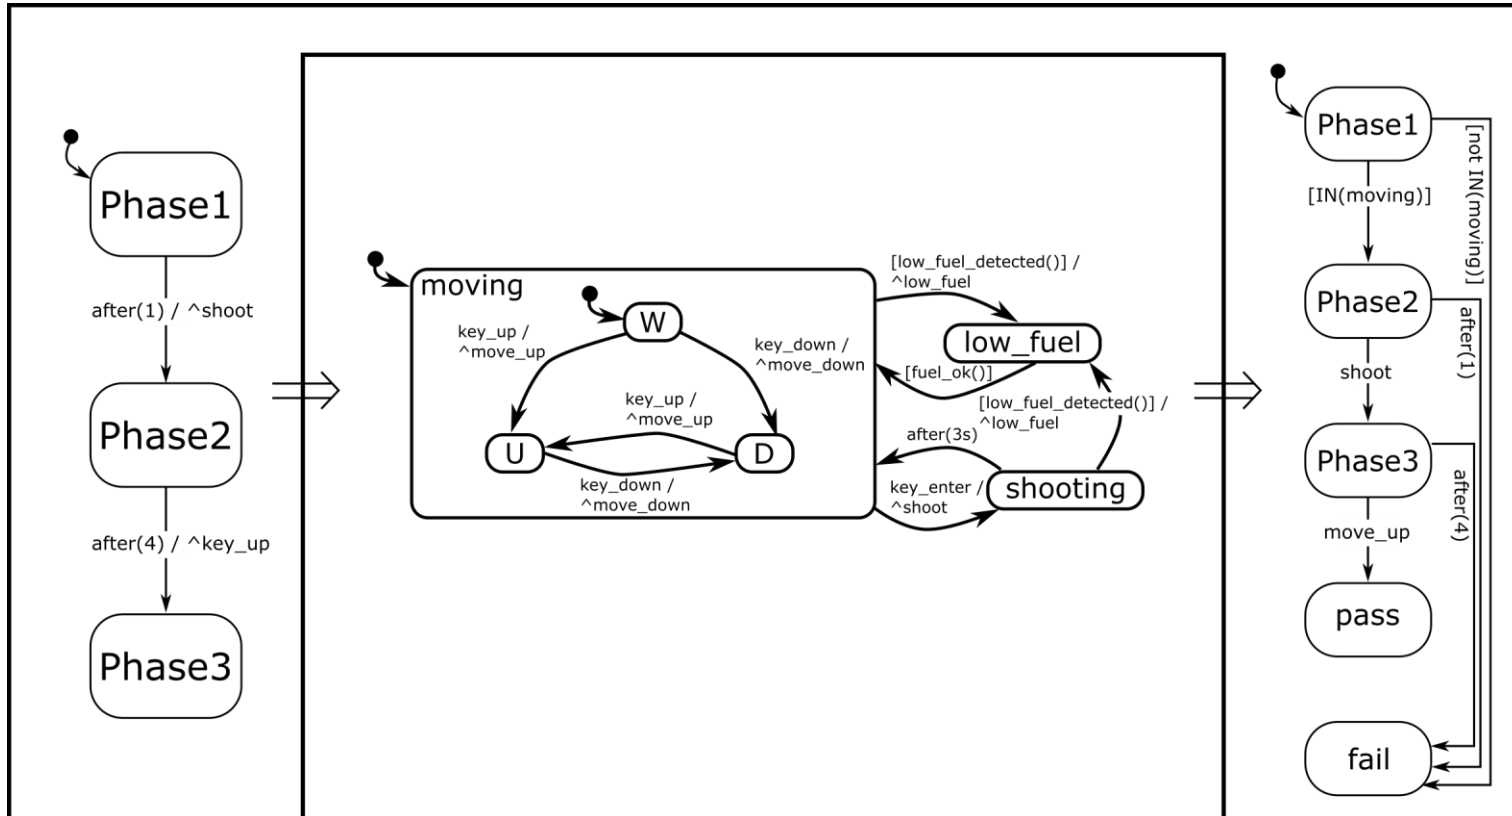 Phase1
after(1) / ^shoot
Phase2
after(4) / ^key_up
Phase3
moving
W
key_up /
^move_up
key_down /
^move_down
key_up /
^move_up
U
D
key_down /
^move_down
[low_fuel_detected()] /
^low_fuel
low_fuel
[fuel_ok()]
[low_fuel_detected()] /
^low_fuel
after(3s)
shooting
key_enter /
^shoot
Phase1
[not IN(moving)]
[IN(moving)]
Phase2
after(1)
shoot
Phase3
after(4)
move_up
pass
fail